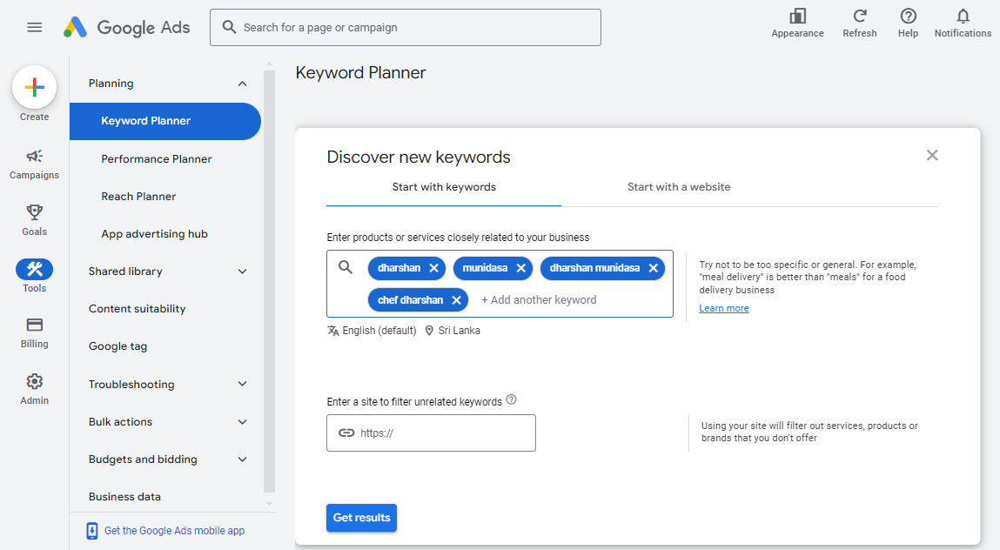 Google Ads
Search for a page or campaign
Appearance
Refresh
Help
Notifications
Create
Campaigns
Goals
Tools
Billing
Admin
Planning
Keyword Planner
Performance Planner
Reach Planner
App advertising hub
Shared library
Content suitability
Google tag
Troubleshooting
Bulk actions
Budgets and bidding
Business data
Get the Google Ads mobile app
Keyword Planner
Discover new keywords
Start with keywords
Start with a website
Enter products or services closely related to your business
dharshan munidasa dharshan munidasa
chef dharshan + Add another keyword
English (default) Sri Lanka
Try not to be too specific or general. For example,
"meal delivery" is better than "meals" for a food
delivery business
Learn more
Enter a site to filter unrelated keywords
https://
Using your site will filter out services, products or
brands that you don't offer
Get results